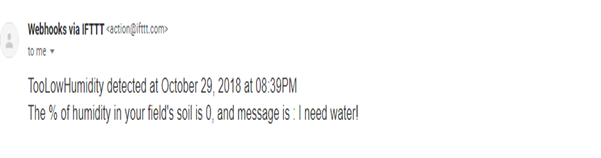 Webhooks via IFTTT <action@ifttt.com>
to me
TooLowHumidity detected at October 29, 2018 at 08:39PM
The % of humidity in your field's soil is 0, and message is : I need water!